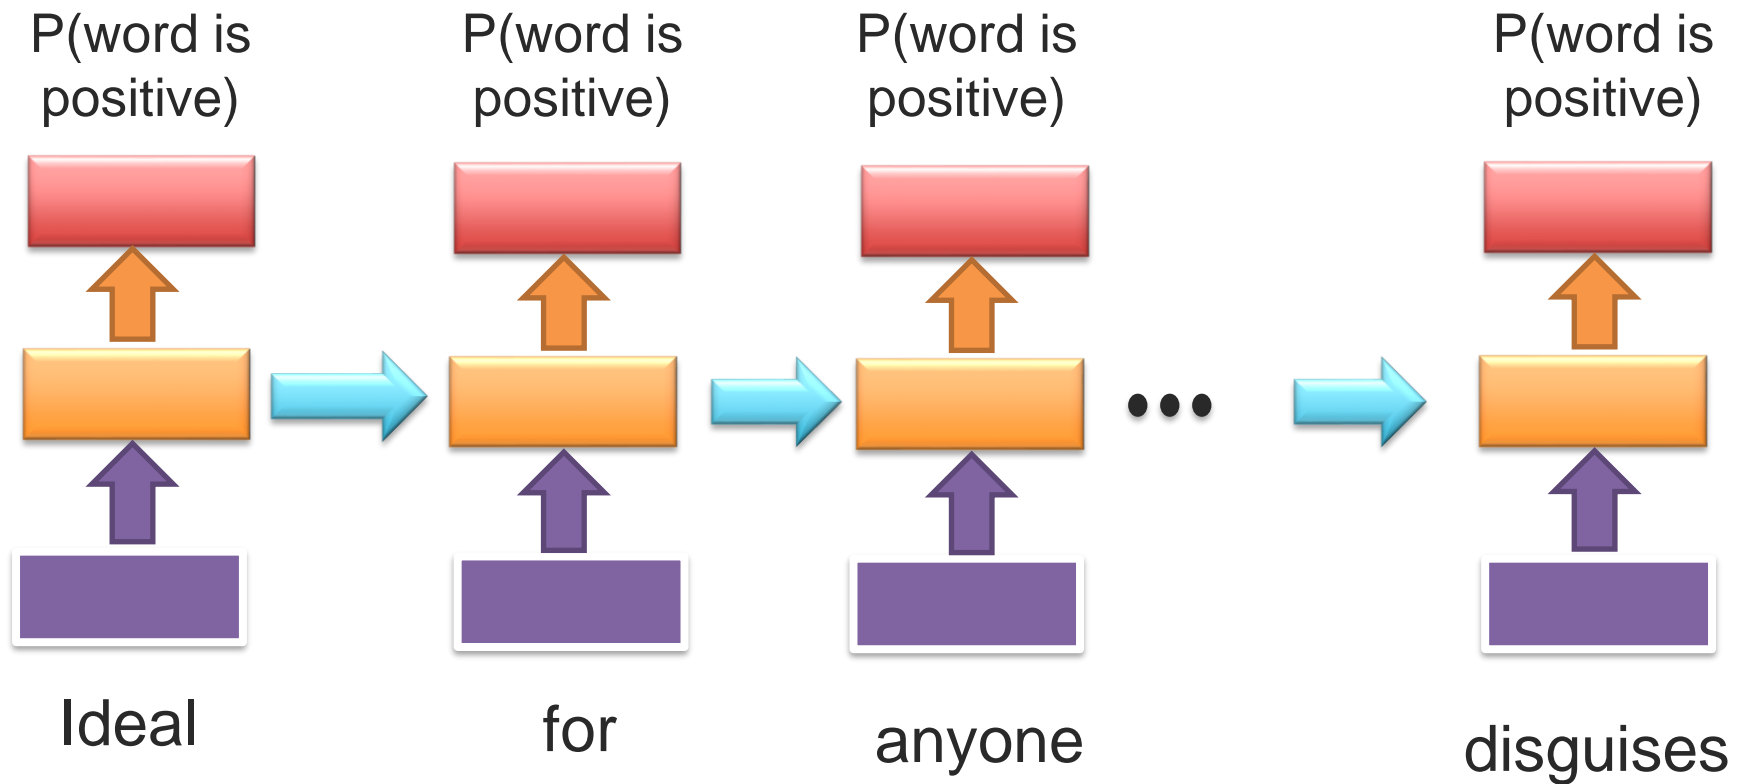 P(word is
positive)
P(word is
positive)
P(word is
positive)
P(word is
positive)
...
Ideal
for
anyone
disguises